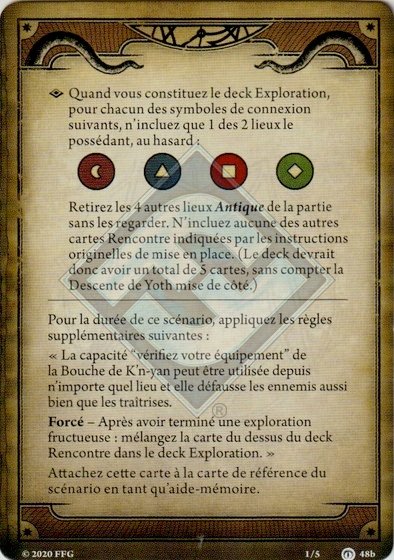 Quand vous constituez le deck Exploration,
pour chacun des symboles de connexion
suivants, n'incluez que 1 des 2 lieux le
possédant, au hasard :
Retirez les 4 autres lieux Antique de la partie
sans les regarder. N'incluez aucune des autres
cartes Rencontre indiquées par les instructions
originelles de mise en place. (Le deck devrait
donc avoir un total de 5 cartes, sans compter la
Descente de Yoth mise de côté.)
Pour la durée de ce scénario, appliquez les règles
supplémentaires suivantes :
« La capacité “vérifiez votre équipement” de
la Bouche de K'n-yan peut être utilisée depuis
n'importe quel lieu et elle défausse les ennemis aussi
bien que les traîtrises.
Forcé – Après avoir terminé une exploration
fructueuse : mélangez la carte du dessus du deck
Rencontre dans le deck Exploration. »
Attachez cette carte à la carte de référence du
scénario en tant qu'aide-mémoire.
®
© 2020 FFG 1/5 48b